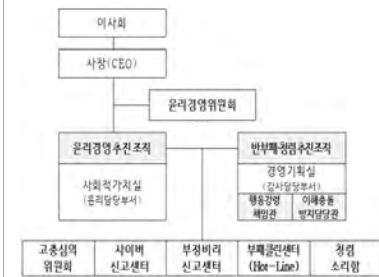 이사회
사장(CEO)
윤리경영위원회
윤리경영추진조직
사회적가치실
(윤리담당부서)
반부패·청렴추진조직
경영기획실
(감사담당부서)
행동강령
책임관
이해충돌
방지담당관
고충심의
위원회
사이버
신고센터
부정비리
신고센터
부패클린센터
(Hot-Line)
청렴
소리함